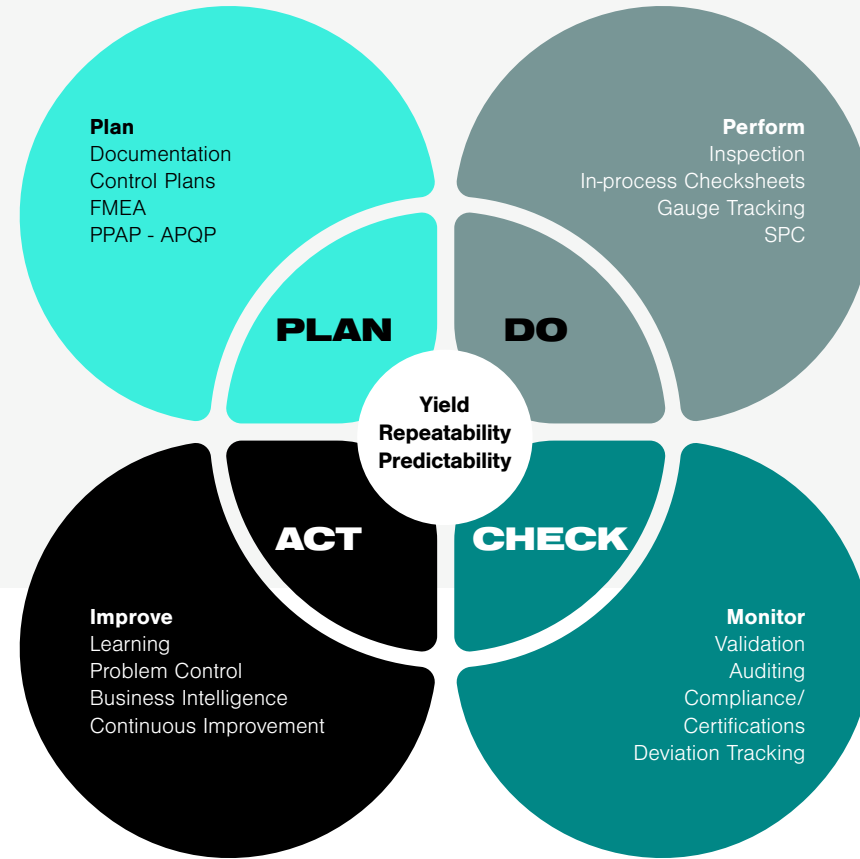 Plan
Documentation
Control Plans
FMEA
PPAP - APQP
Perform
Inspection
In-process Checksheets
Gauge Tracking
SPC
PLAN
DO
Yield
Repeatability
Predictability
ACT
CHECK
Improve
Learning
Problem Control
Business Intelligence
Continuous Improvement
Monitor
Validation
Auditing
Compliance/
Certifications
Deviation Tracking